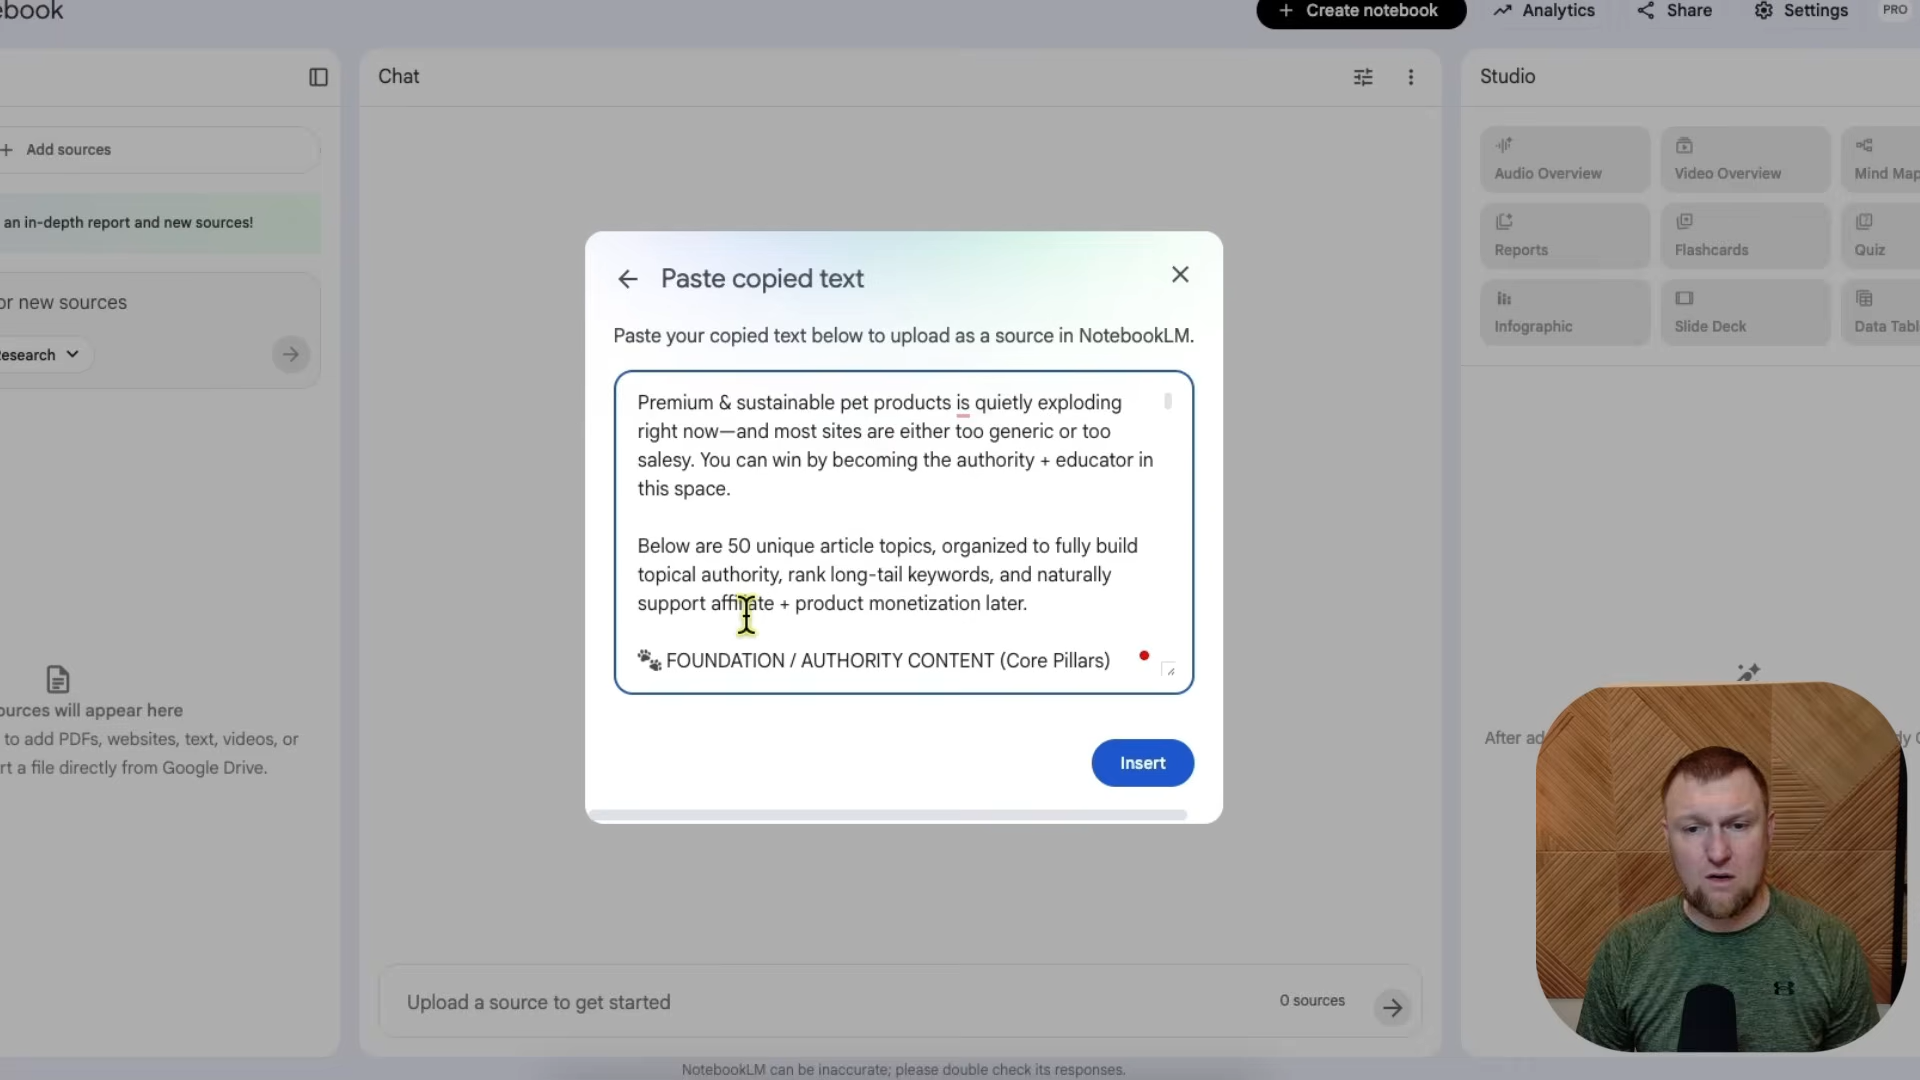 ebook
+ Create notebook
Analytics
Share
Settings
PRO
Chat
Studio
+ Add sources
an in-depth report and new sources!
or new sources
esearch
ources will appear here
to add PDFs, websites, text, videos, or
rt a file directly from Google Drive.
Paste copied text
Paste your copied text below to upload as a source in NotebookLM.
Premium & sustainable pet products is quietly exploding
right now—and most sites are either too generic or too
salesy. You can win by becoming the authority + educator in
this space.
Below are 50 unique article topics, organized to fully build
topical authority, rank long-tail keywords, and naturally
support affiliate + product monetization later.
🐾 FOUNDATION / AUTHORITY CONTENT (Core Pillars)
Insert
Upload a source to get started
0 sources
NotebookLM can be inaccurate; please double check its responses.
Audio Overview
Video Overview
Mind Map
Reports
Flashcards
Quiz
Infographic
Slide Deck
Data Tabl
After ad